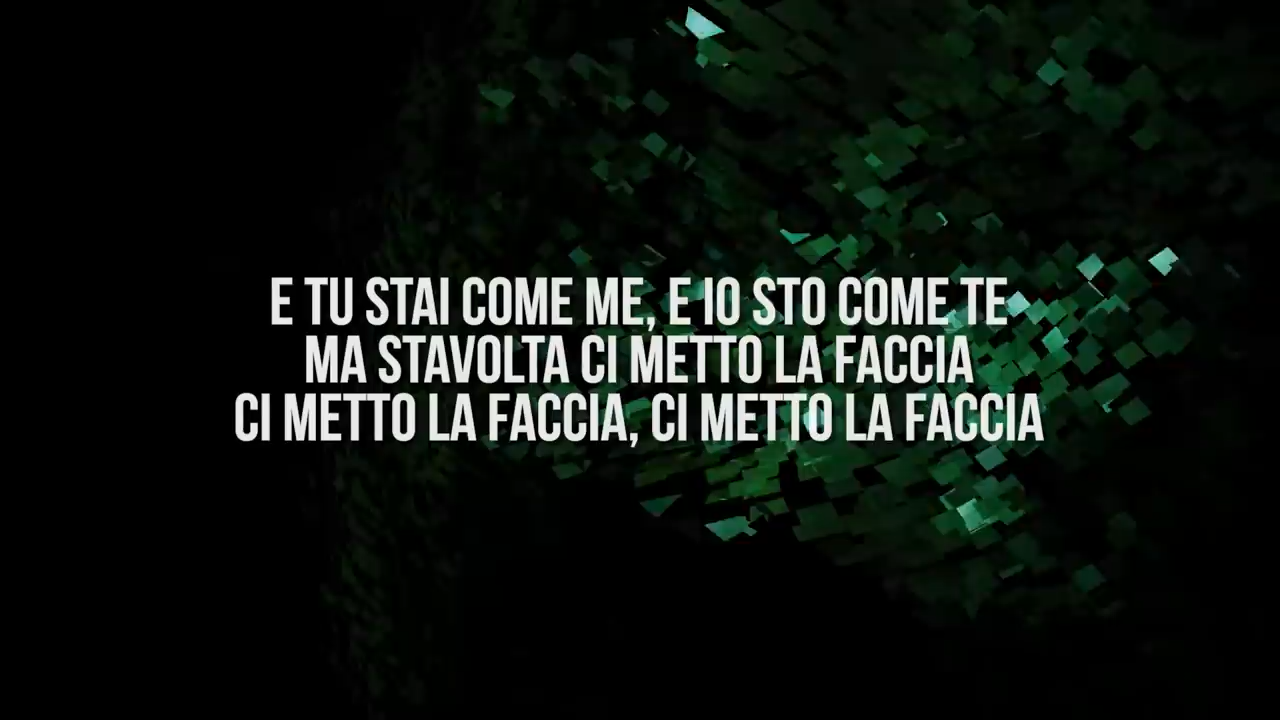 E TU STAI COME ME, E IO STO COME TE
MA STAVOLTA CI METTO LA FACCIA
CI METTO LA FACCIA, CI METTO LA FACCIA